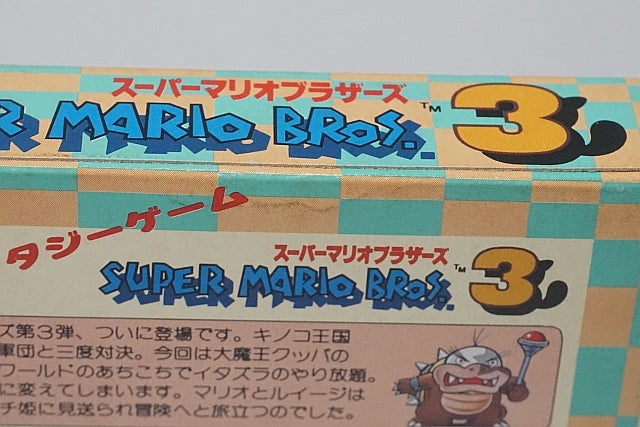 スーパーマリオブラザーズ
R MARIO BROS.™ 3
タジーゲーム
スーパーマリオブラザーズ
SUPER MARIO BROS.™ 3
ズ第3弾、ついに登場です。キノコ王国
軍団と三度対決。今回は大魔王クッパの
ワールドのあちこちでイタズラのやり放題。
に変えてしまいます。マリオとルイージは
チ姫に見送られ冒険へと旅立つのでした。